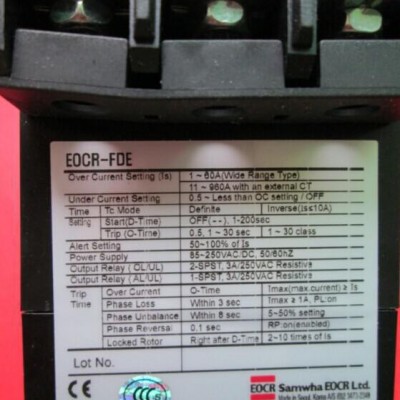 EOCR-FDE
Over Current Setting (Is) 1 ~ 60A(Wide Range Type)
11 ~ 960A with an external CT
Under Current Setting 0.5 ~ Less than OC setting / OFF
Time Setting Tc Mode Definite Inverse(Is≤10A)
Start(D-Time) OFF(--), 1-200sec
Trip (O-Time) 0.5, 1 ~ 30 sec 1 ~ 30 class
Alert Setting 50~100% of Is
Power Supply 85~250VAC/DC, 50/60HZ
Output Relay (OL/UL) 2-SPST, 3A/250VAC Resistive
Output Relay (AL/UL) 1-SPST, 3A/250VAC Resistive
Trip Time Over Current O-Time Imax(max.current) ≥ Is
Phase Loss Within 3 sec Imax ≥ 1A, PL:on
Phase Unbalance Within 8 sec 5~50% setting
Phase Reversal 0.1 sec RP:on(enabled)
Locked Rotor Right after D-Time 2~10 times of Is
Lot No.
CE
EOCR Samwha EOCR Ltd.
Made in Seoul, Korea